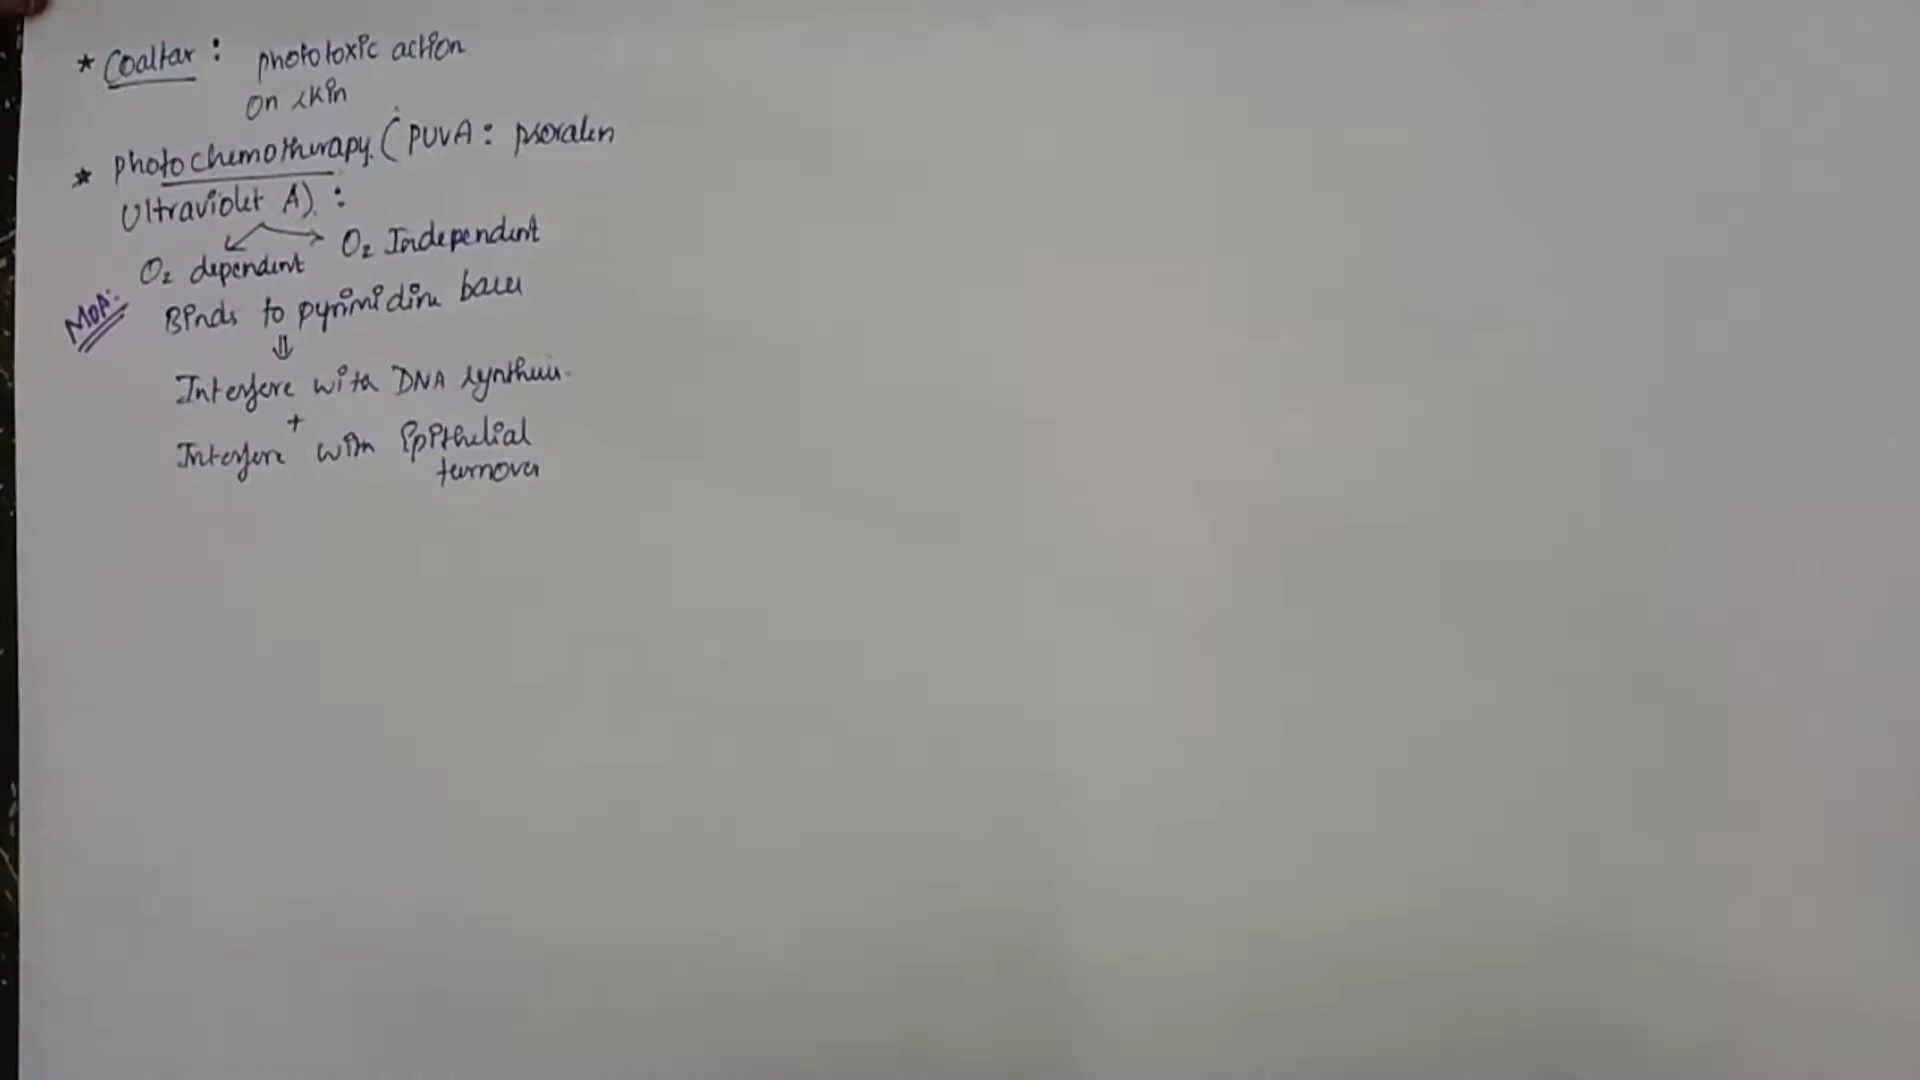 * Coaltar : phototoxic action
on skin
* photochemotherapy (PUVA : psoralen
Ultraviolet A) :
O₂ dependent O₂ Independent
MOA: Binds to pyrimidine bases
⇓
Interfere with DNA synthesis
+
Interfere with Epithelial
turnover